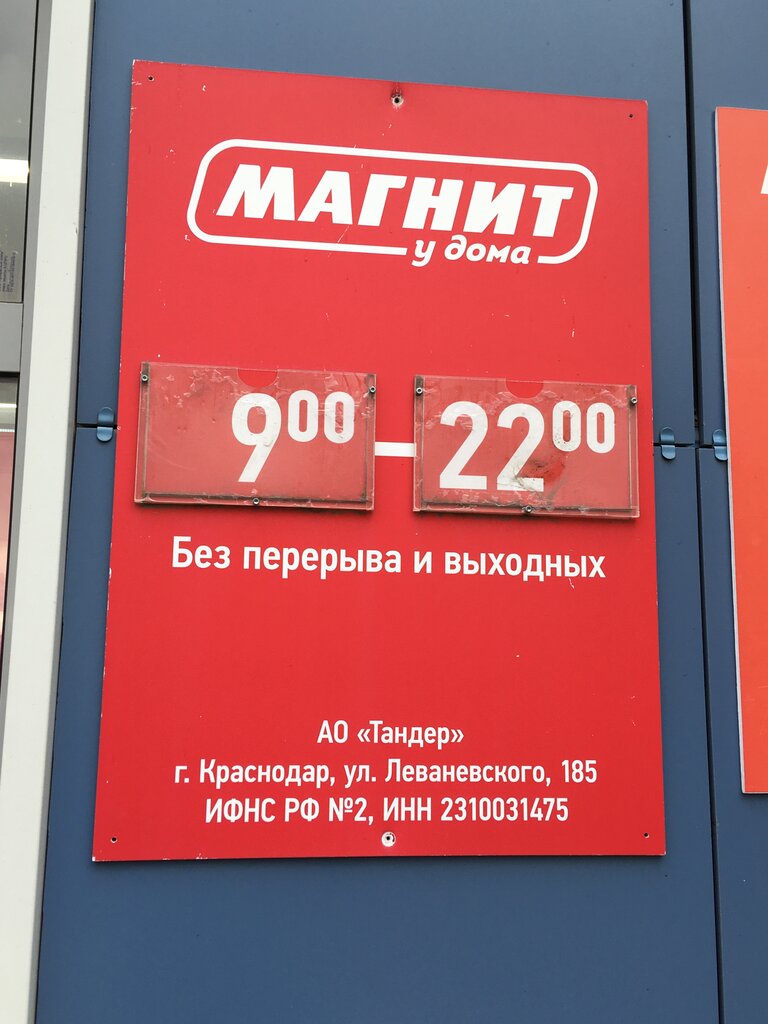 МАГНИТ
у дома
9⁰⁰ — 22⁰⁰
Без перерыва и выходных
АО «Тандер»
г. Краснодар, ул. Леваневского, 185
ИФНС РФ №2, ИНН 2310031475